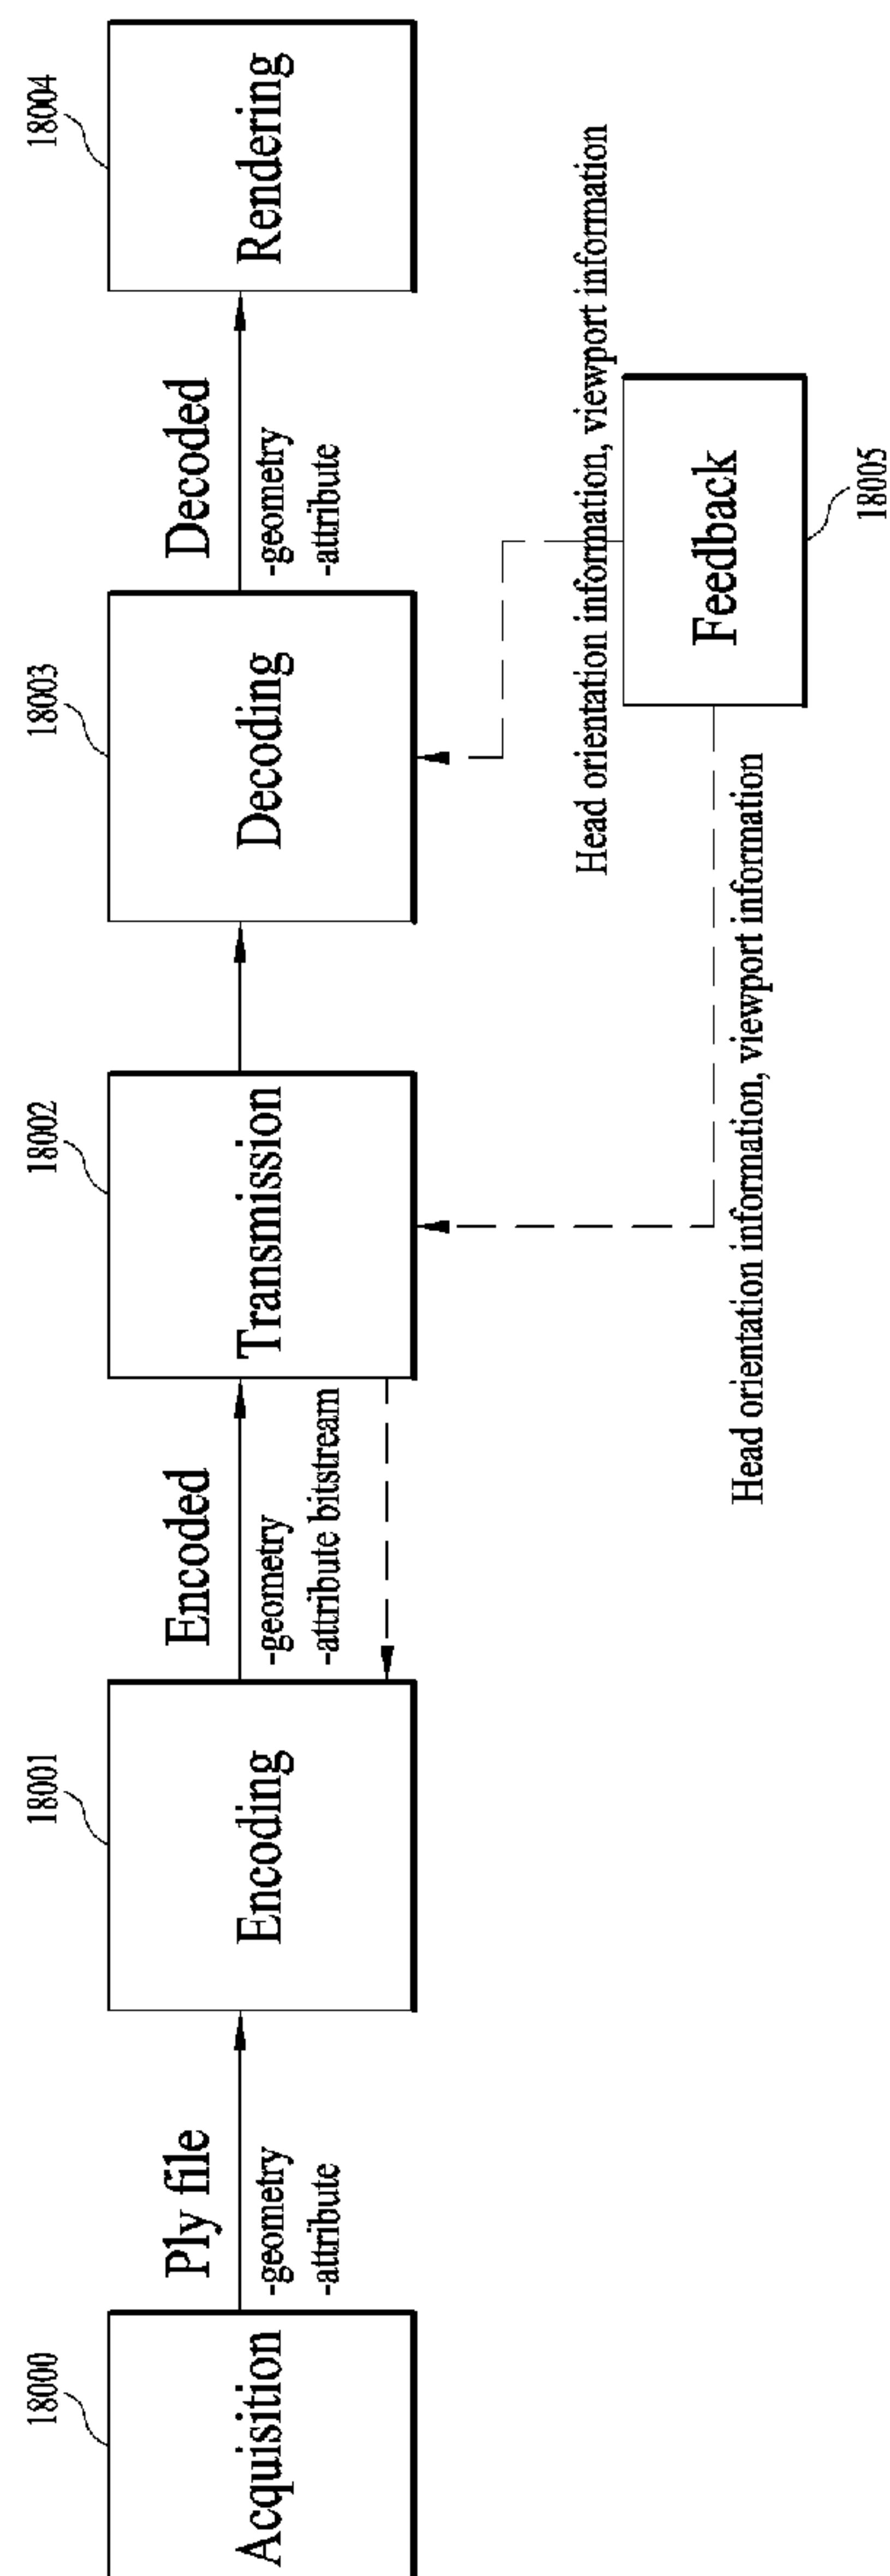 18000
Acquisition
Ply file
-geometry
-attribute
18001
Encoding
Encoded
-geometry
-attribute bitstream
18002
Transmission
18003
Decoding
Decoded
-geometry
-attribute
18004
Rendering
Head orientation information, viewport information
Feedback
18005
Head orientation information, viewport information